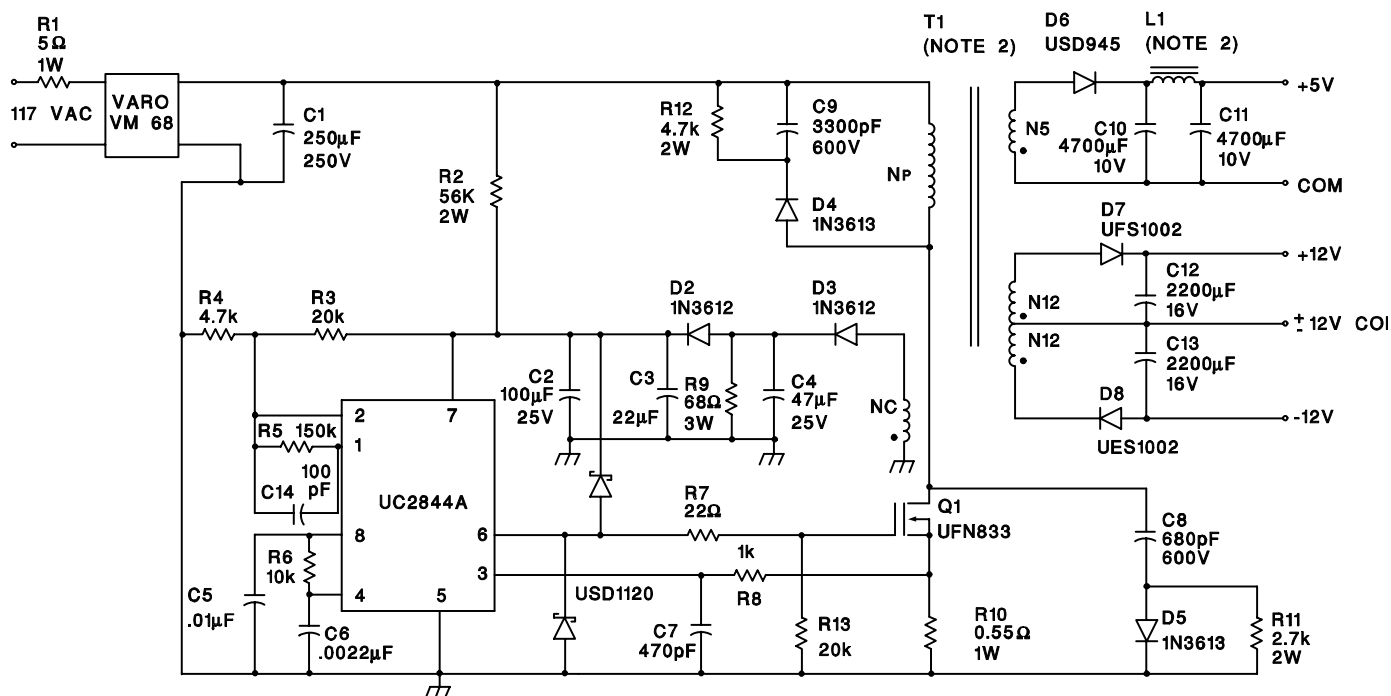 R1
5Ω
1W
117 VAC
VARO
VM 68
C1
250µF
250V
R2
56K
2W
R12
4.7k
2W
C9
3300pF
600V
D4
1N3613
NP
T1
(NOTE 2)
D6
USD945
L1
(NOTE 2)
N5
C10
4700µF
10V
C11
4700µF
10V
+5V
COM
D7
UFS1002
+12V
N12
N12
C12
2200µF
16V
+
- 12V CO
C13
2200µF
16V
D8
UES1002
-12V
R4
4.7k
R3
20k
D2
1N3612
D3
1N3612
C2
100µF
25V
C3
22µF
R9
68Ω
3W
C4
47µF
25V
NC
2
7
R5 150k
1
100
pF
C14
UC2844A
8
6
R6
10k
3
4
5
C5
.01µF
C6
.0022µF
USD1120
R7
22Ω
1k
R8
C7
470pF
R13
20k
Q1
UFN833
R10
0.55Ω
1W
C8
680pF
600V
D5
1N3613
R11
2.7k
2W